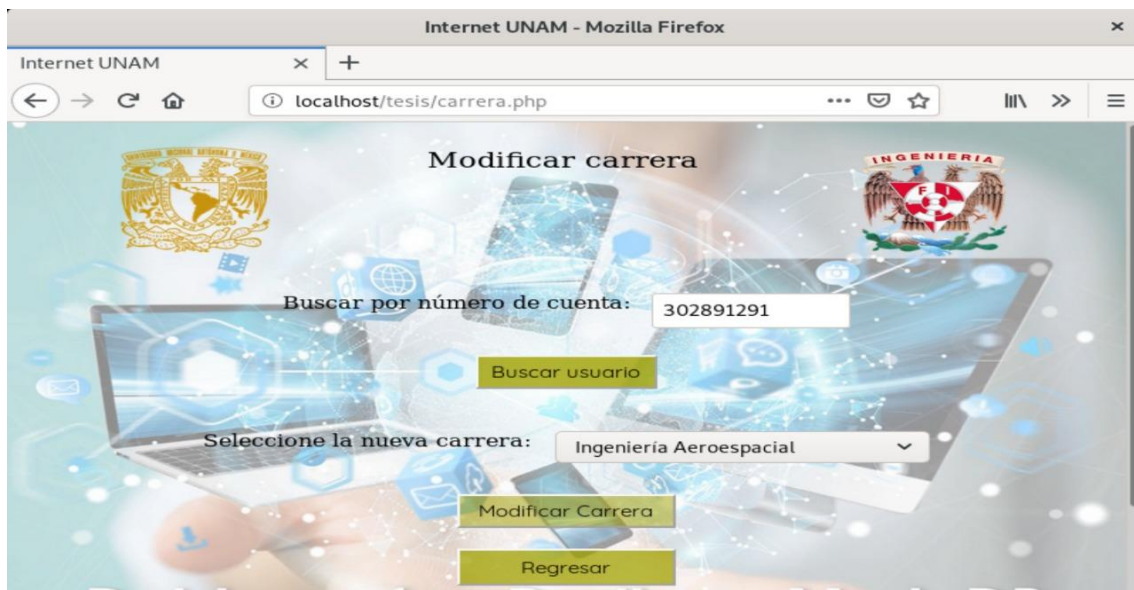 Internet UNAM - Mozilla Firefox
Internet UNAM
localhost/tesis/carrera.php
Modificar carrera
INGENIERIA
F I
Buscar por número de cuenta: 302891291
Buscar usuario
Seleccione la nueva carrera: Ingeniería Aeroespacial
Modificar Carrera
Regresar